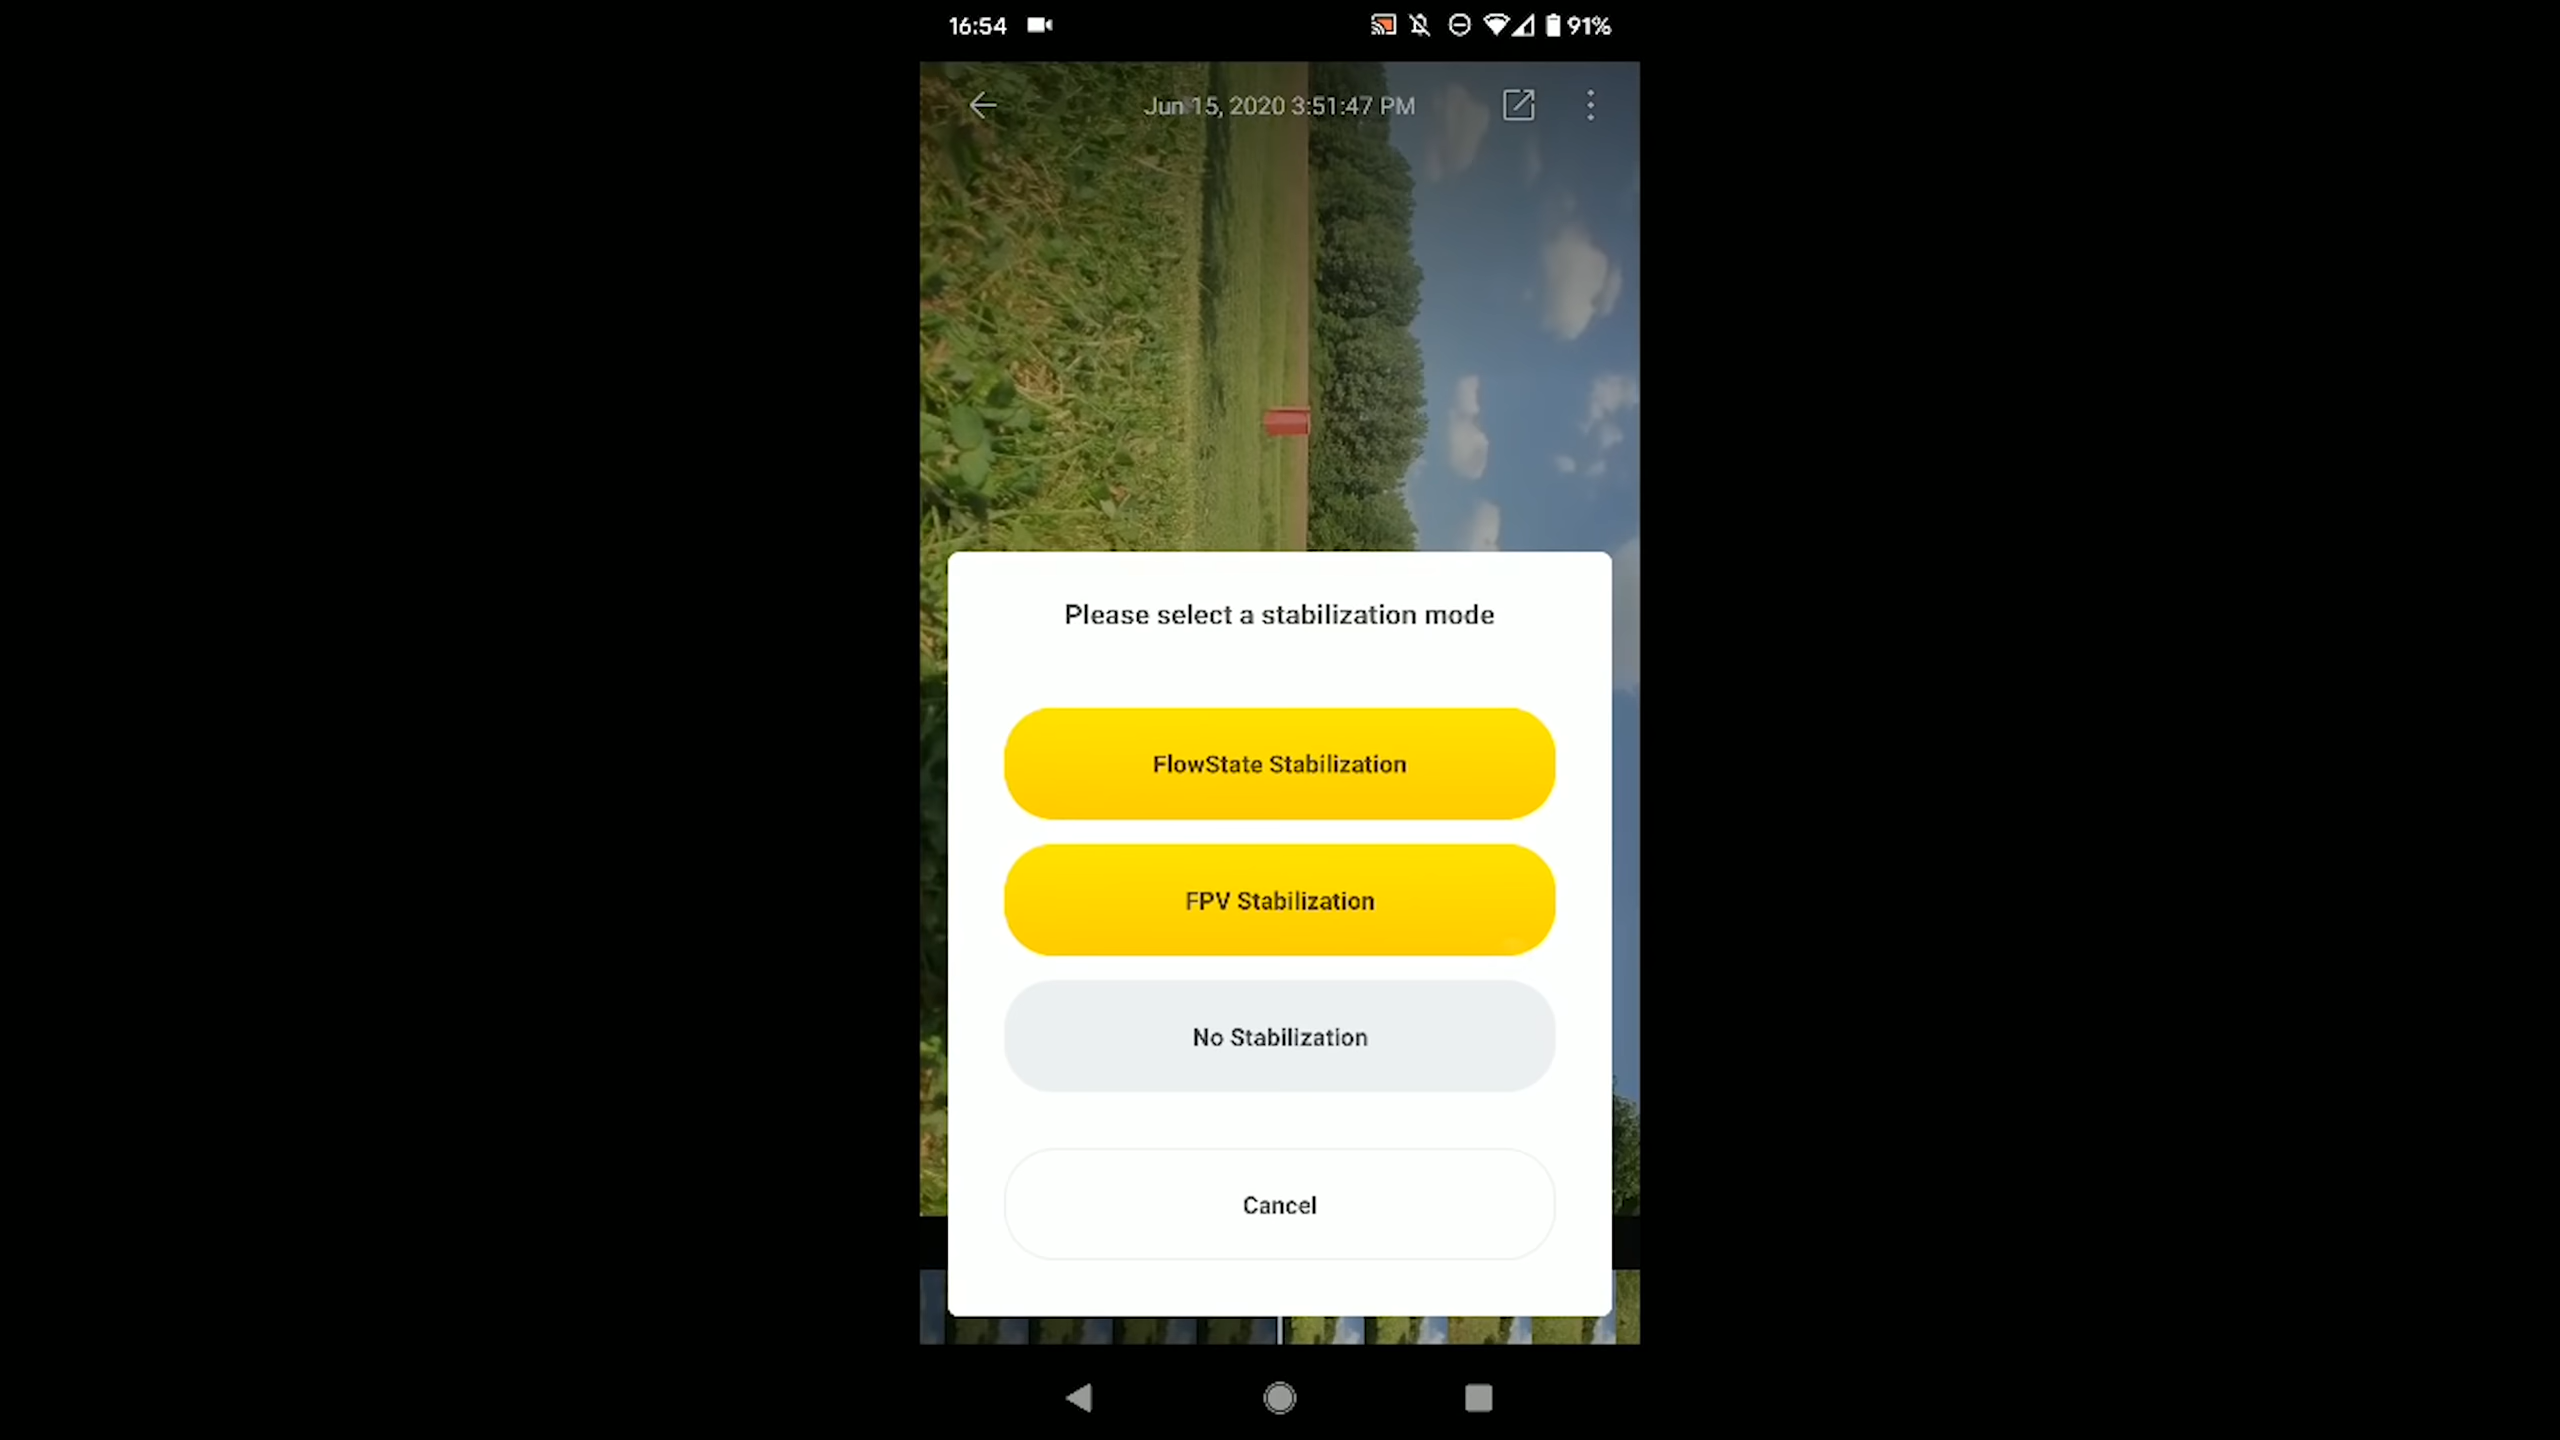 16:54
91%
Jun 15, 2020 3:51:47 PM
Please select a stabilization mode
FlowState Stabilization
FPV Stabilization
No Stabilization
Cancel